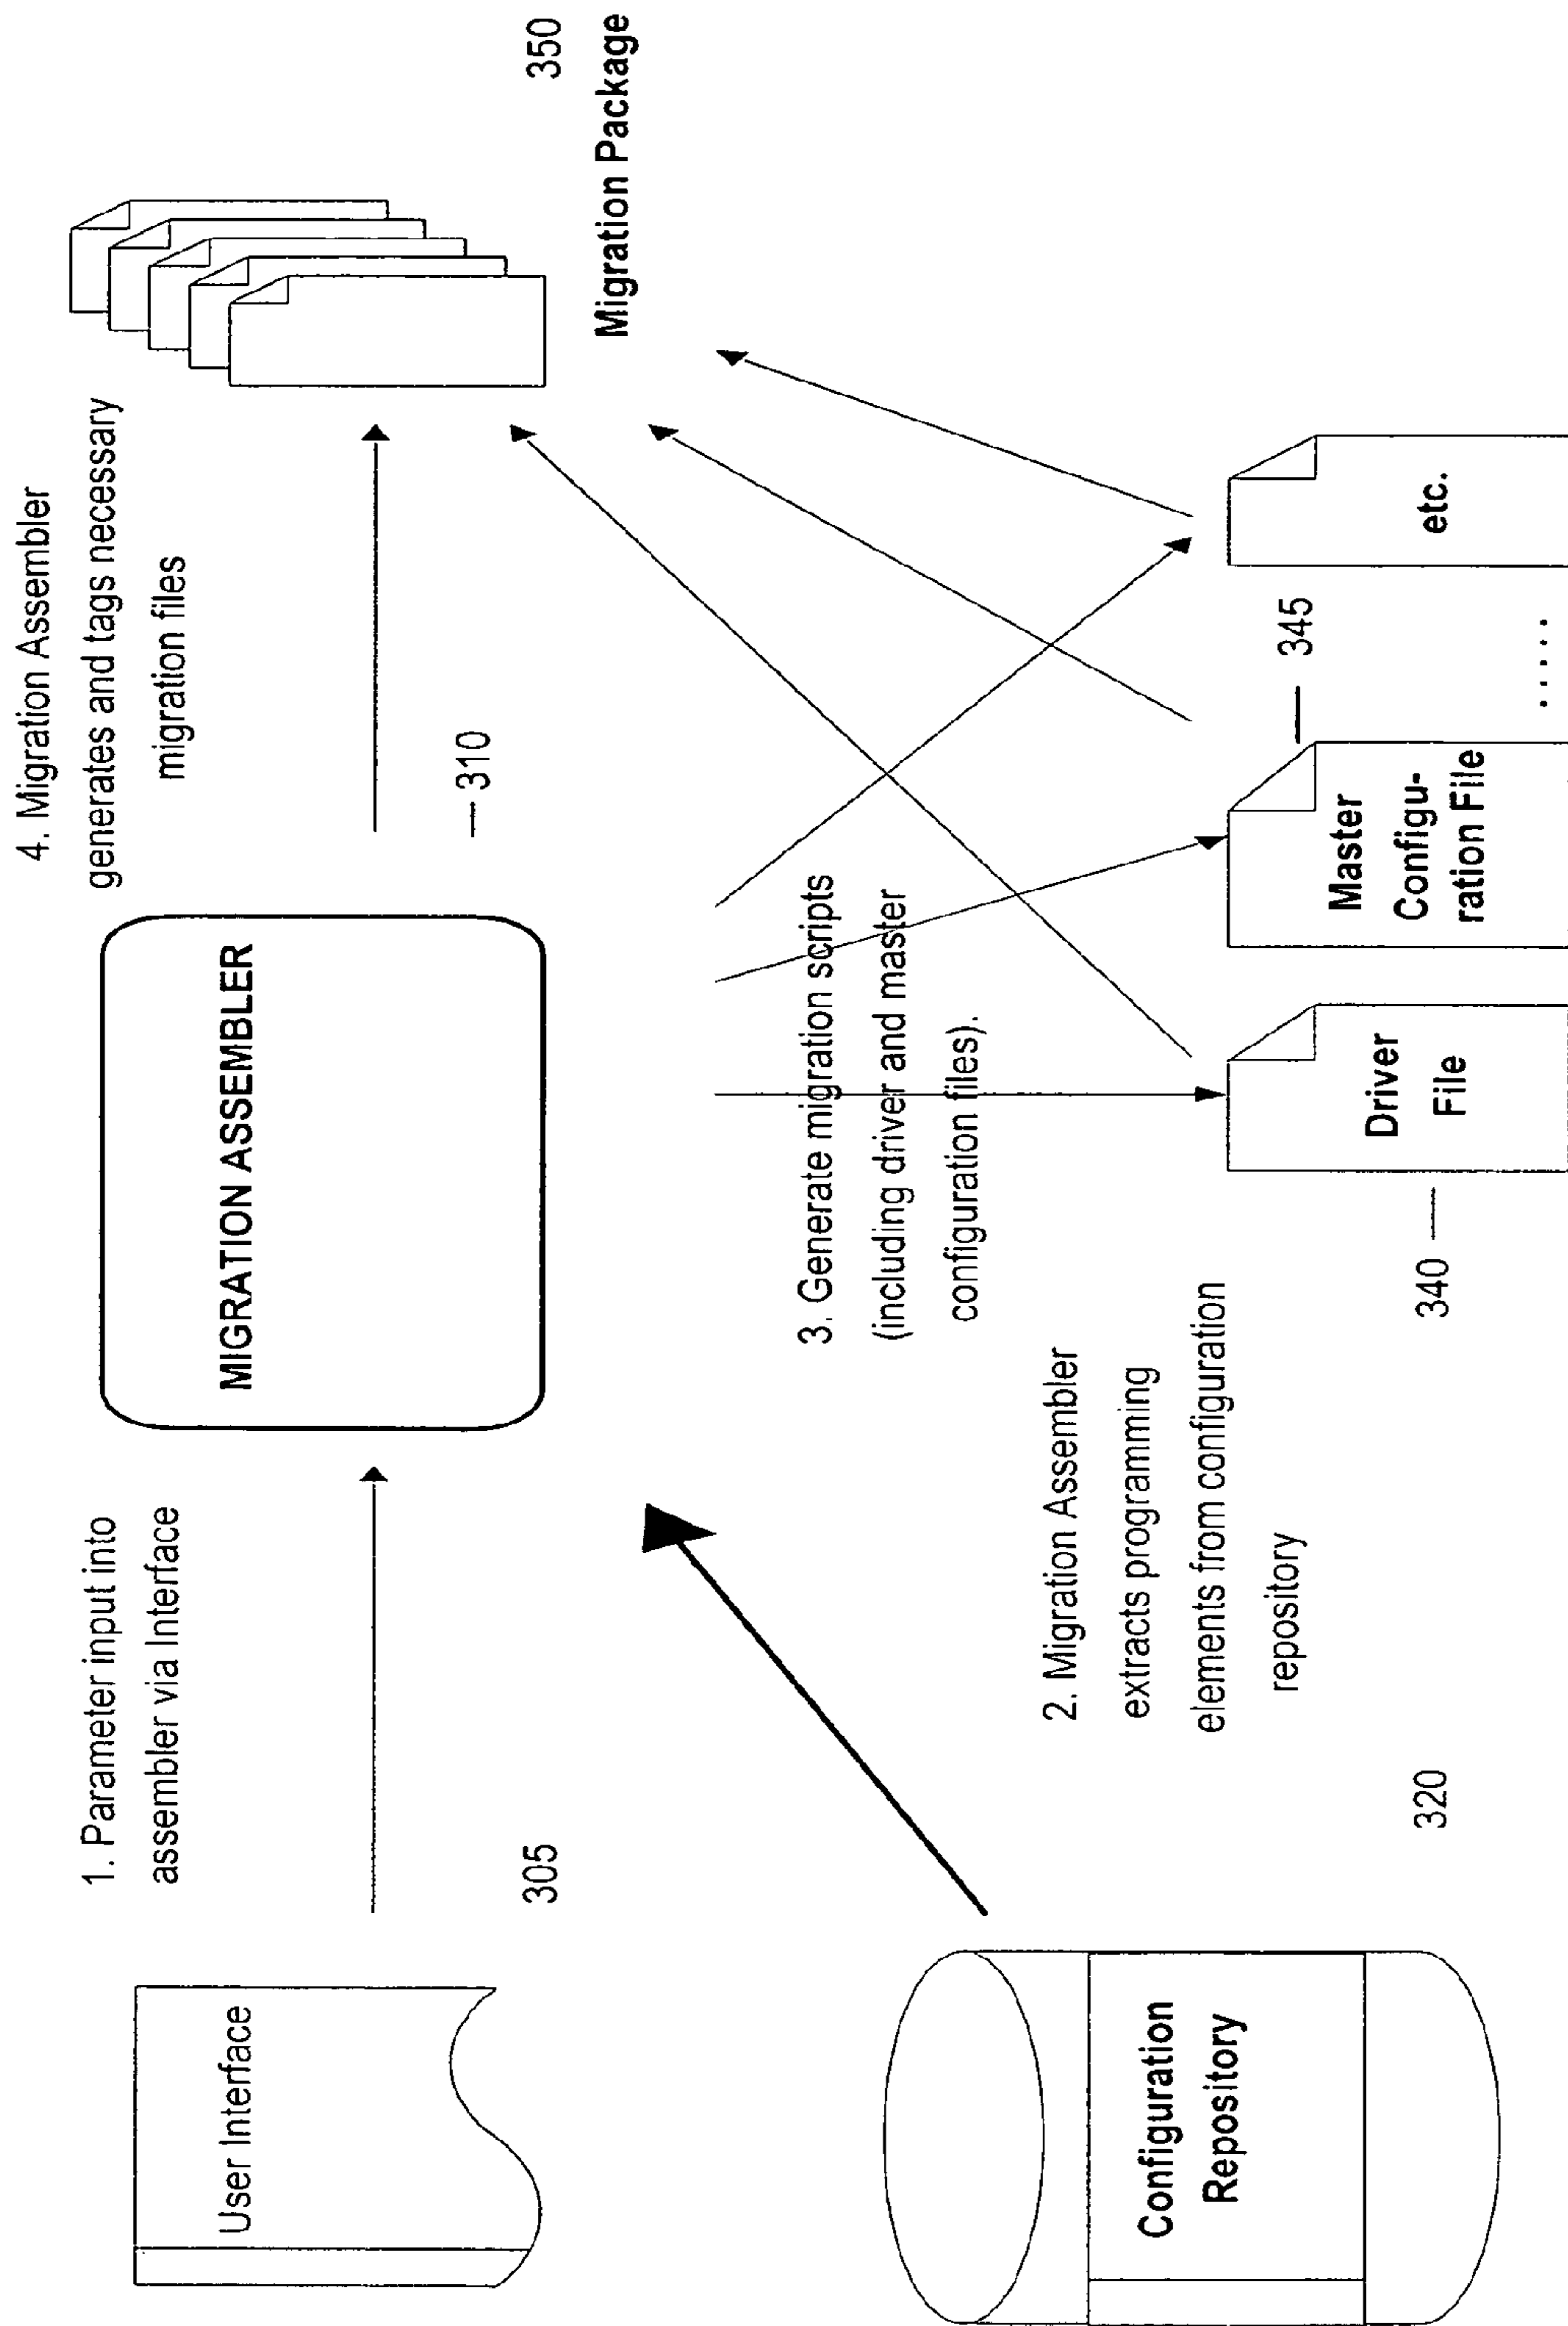 1. Parameter input into
assembler via Interface
User Interface
305
MIGRATION ASSEMBLER
310
4. Migration Assembler
generates and tags necessary
migration files
350
Migration Package
Configuration
Repository
320
2. Migration Assembler
extracts programming
elements from configuration
repository
3. Generate migration scripts
(including driver and master
configuration files).
340
Driver
File
Master
Configu-
ration File
345
.....
etc.